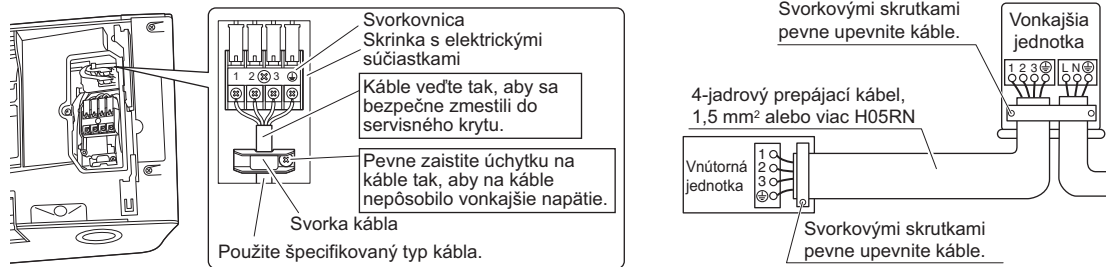 Svorkovnica
Skrinka s elektrickými
súčiastkami
1 2 3
Káble veďte tak, aby sa
bezpečne zmestili do
servisného krytu.
Pevne zaistite úchytku na
káble tak, aby na káble
nepôsobilo vonkajšie napätie.
Svorka kábla
Použite špecifikovaný typ kábla.
Svorkovými skrutkami
pevne upevnite káble.
Vonkajšia
jednotka
1 2 3 L N
4-jadrový prepájací kábel,
1,5 mm² alebo viac H05RN
Vnútorná
jednotka
1
2
3
Svorkovými skrutkami
pevne upevnite káble.